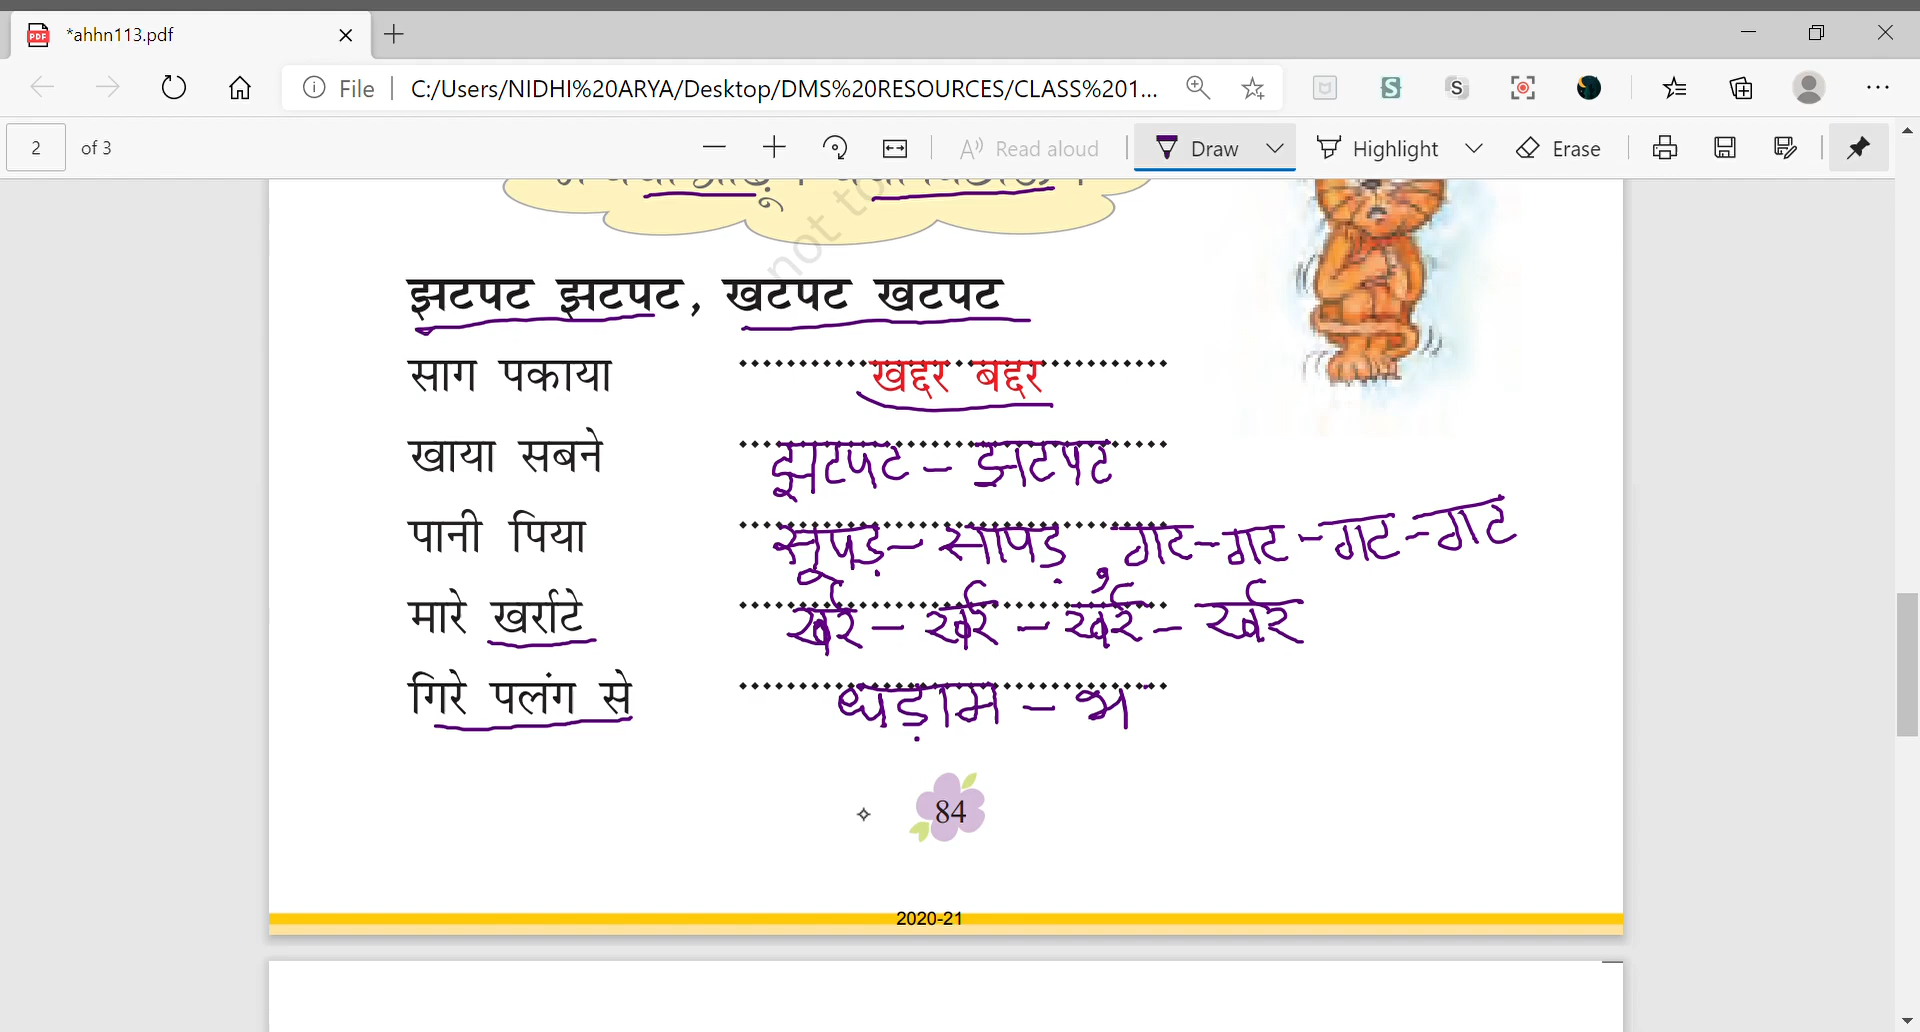 *ahhn113.pdf
File C:/Users/NIDHI%20ARYA/Desktop/DMS%20RESOURCES/CLASS%201...
2 of 3 Read aloud Draw Highlight Erase
not to
झटपट झटपट, खटपट खटपट
साग पकाया खद्दर बद्दर
खाया सबने झटपट – झटपट
पानी पिया सूपड़ – सापड़ , गट – गट – गट – गट
मारे खर्राटे खर्र – खर्र – खर्र – खर्र
गिरे पलंग से धड़ाम – भ
84
2020-21